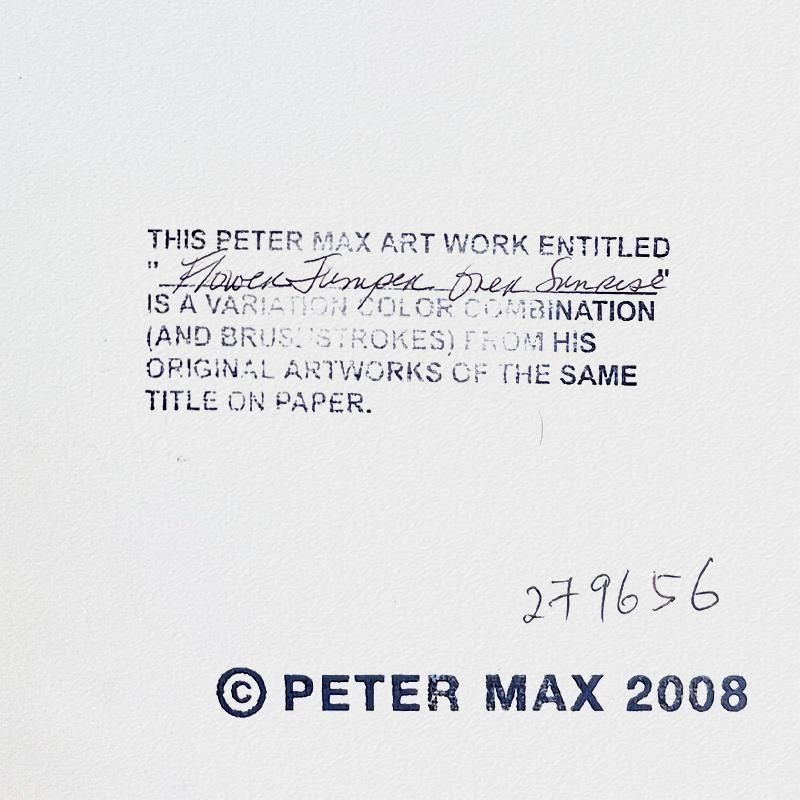 THIS PETER MAX ART WORK ENTITLED
" Flower Jumper Over Sunrise"
IS A VARIATION COLOR COMBINATION
(AND BRUSHSTROKES) FROM HIS
ORIGINAL ARTWORKS OF THE SAME
TITLE ON PAPER.
279656
© PETER MAX 2008